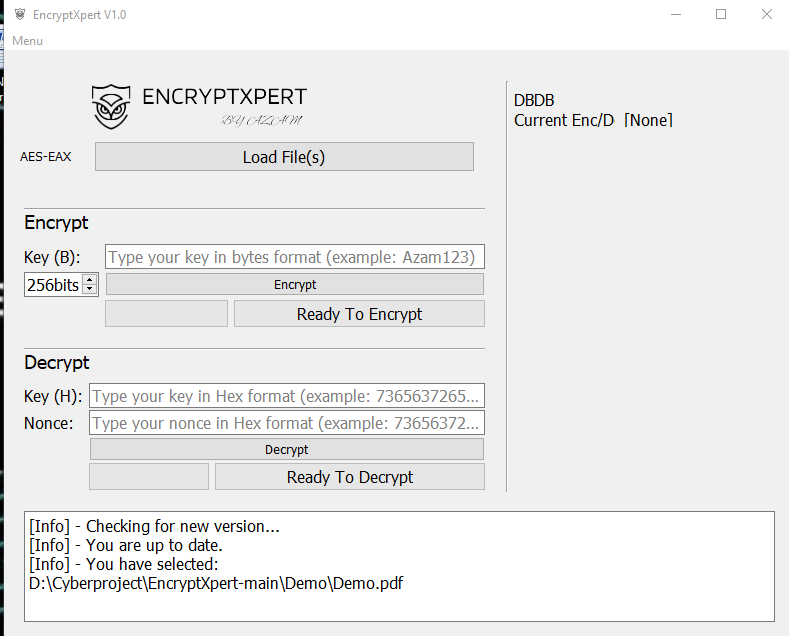 EncryptXpert V1.0
Menu
ENCRYPTXPERT
BY AZAM
AES-EAX
Load File(s)
DBDB
Current Enc/D [None]
Encrypt
Key (B):
Type your key in bytes format (example: Azam123)
256bits
Encrypt
Ready To Encrypt
Decrypt
Key (H):
Type your key in Hex format (example: 7365637265...
Nonce:
Type your nonce in Hex format (example: 73656372...
Decrypt
Ready To Decrypt
[Info] - Checking for new version...
[Info] - You are up to date.
[Info] - You have selected:
D:\Cyberproject\EncryptXpert-main\Demo\Demo.pdf